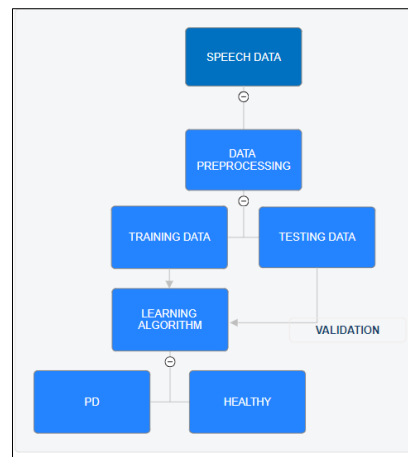 SPEECH DATA
DATA
PREPROCESSING
TRAINING DATA
TESTING DATA
LEARNING
ALGORITHM
VALIDATION
PD
HEALTHY